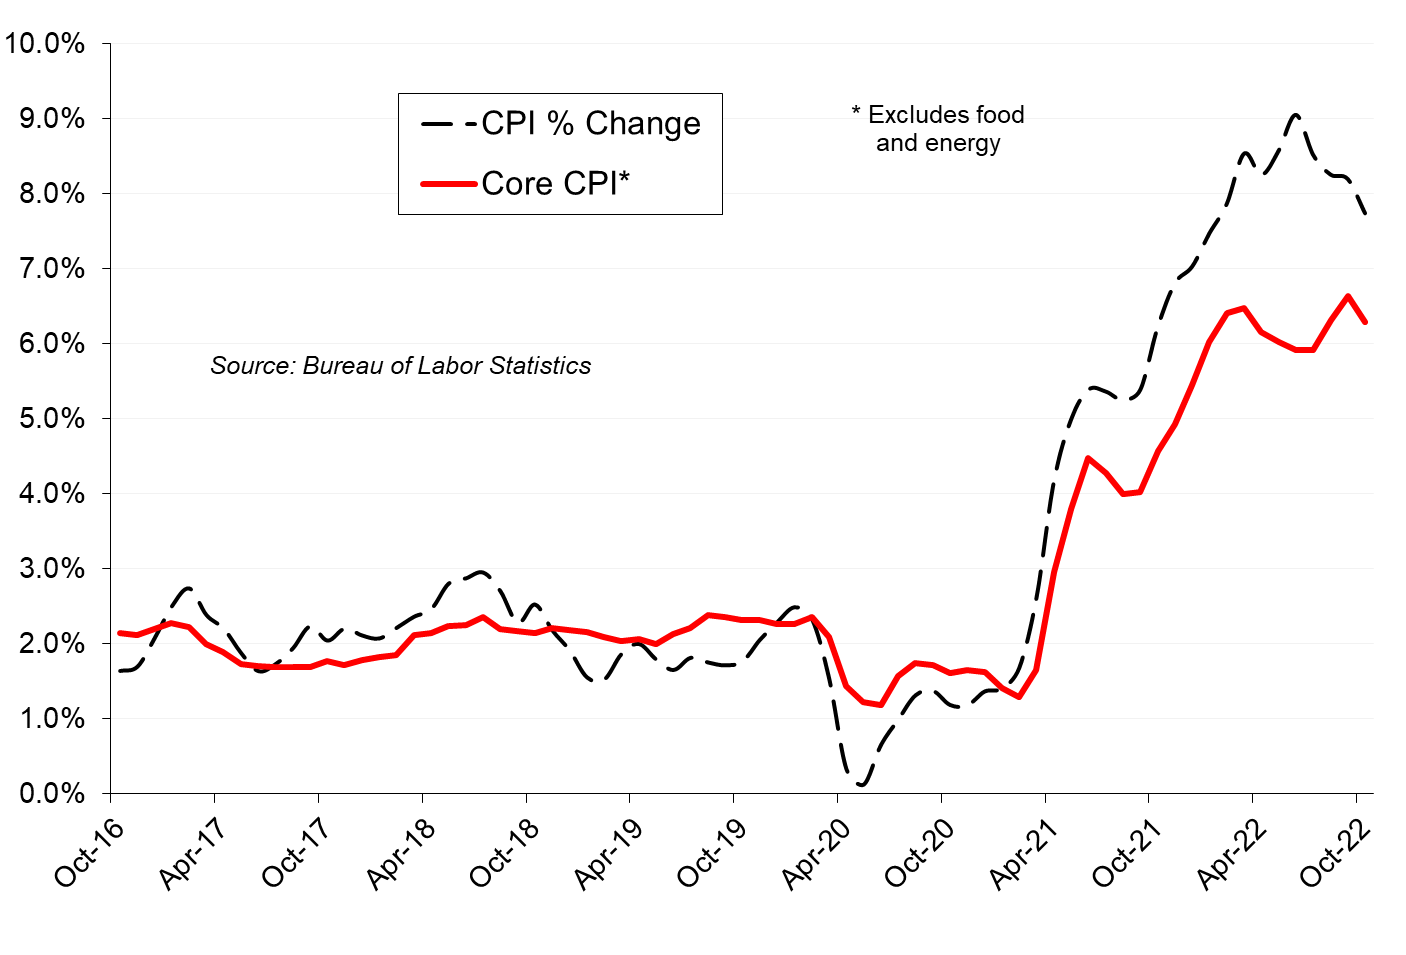 10.0%
9.0%
8.0%
7.0%
6.0%
5.0%
4.0%
3.0%
2.0%
1.0%
0.0%
CPI % Change
Core CPI*
* Excludes food
and energy
Source: Bureau of Labor Statistics
Oct-16
Apr-17
Oct-17
Apr-18
Oct-18
Apr-19
Oct-19
Apr-20
Oct-20
Apr-21
Oct-21
Apr-22
Oct-22